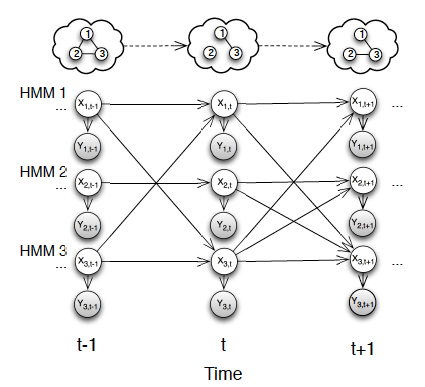 1 1 1
2 3 2 3 2 3
HMM 1 X1,t-1 X1,t X1,t+1 ...
...
Y1,t-1 Y1,t Y1,t+1
HMM 2 X2,t-1 X2,t X2,t+1 ...
...
Y2,t-1 Y2,t Y2,t+1
HMM 3 X3,t-1 X3,t X3,t+1 ...
...
Y3,t-1 Y3,t Y3,t+1
t-1 t t+1
Time